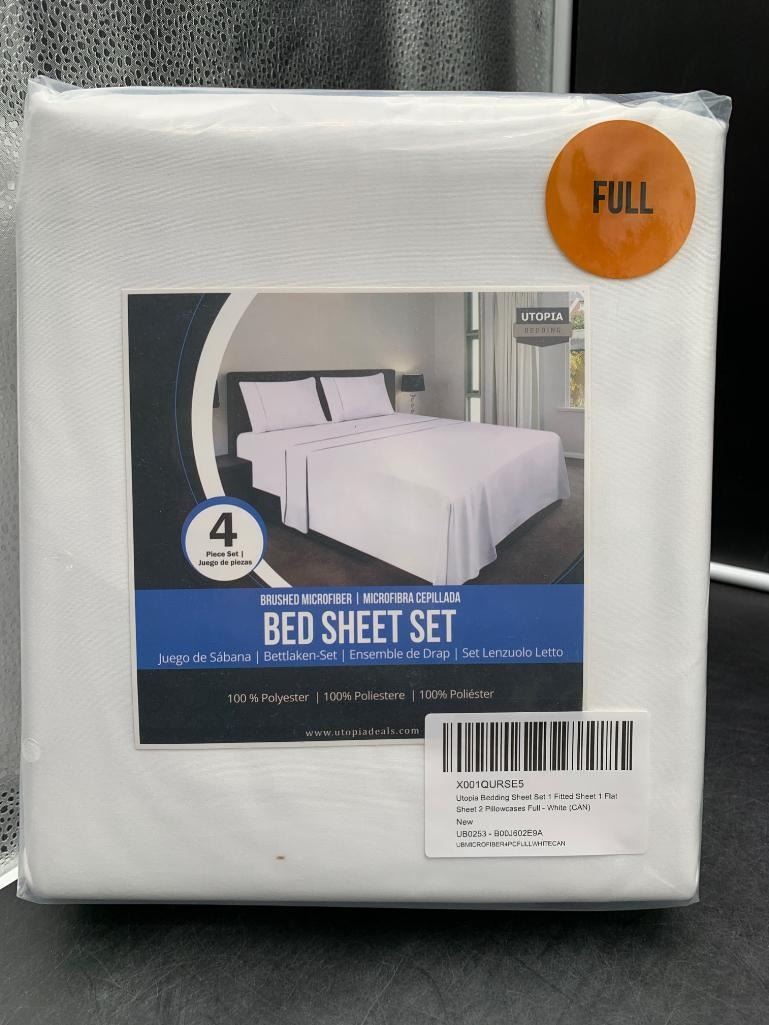 FULL
UTOPIA
BEDDING
4
Piece Set |
Juego de piezas
BRUSHED MICROFIBER | MICROFIBRA CEPILLADA
BED SHEET SET
Juego de Sábana | Bettlaken-Set | Ensemble de Drap | Set Lenzuolo Letto
100 % Polyester | 100% Poliestere | 100% Poliéster
www.utopiadeals.com
X001QURSE5
Utopia Bedding Sheet Set 1 Fitted Sheet 1 Flat
Sheet 2 Pillowcases Full - White (CAN)
New
UB0253 - B00J602E9A
UBMICROFIBER4PCFULLWHITECAN